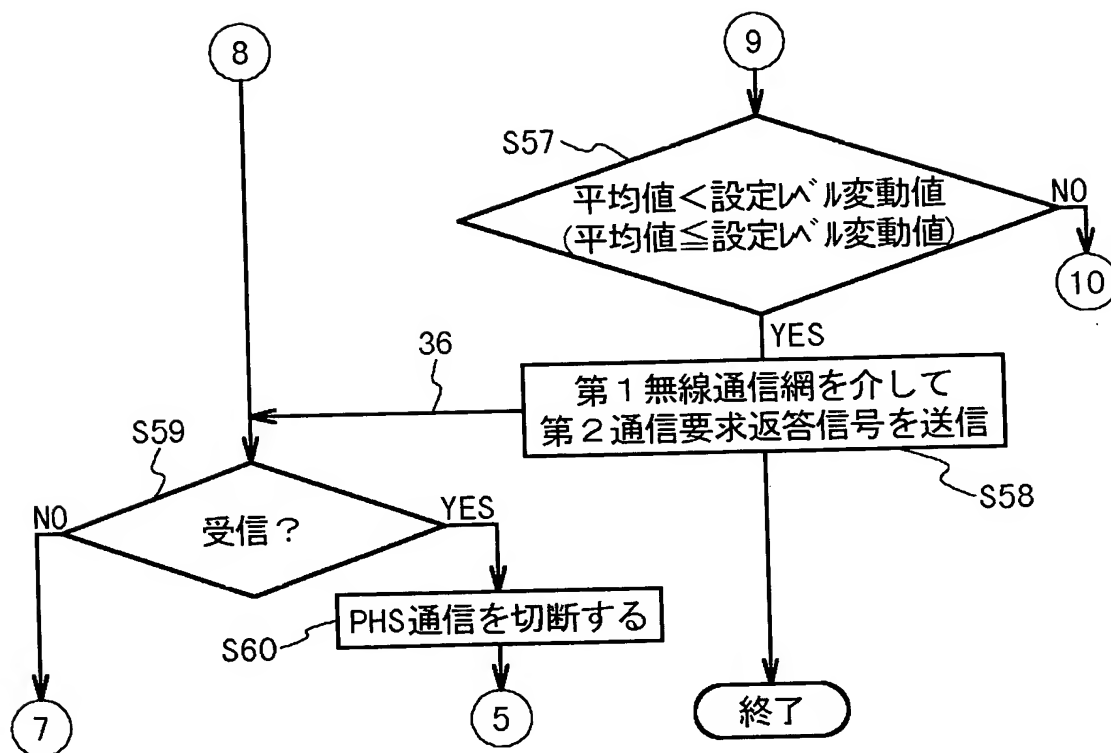 8
9
S57
平均値<設定レベル変動値
(平均値≦設定レベル変動値)
NO
10
YES
36
第1無線通信網を介して
第2通信要求返答信号を送信
S58
S59
NO
受信?
YES
PHS通信を切断する
S60
7
5
終了